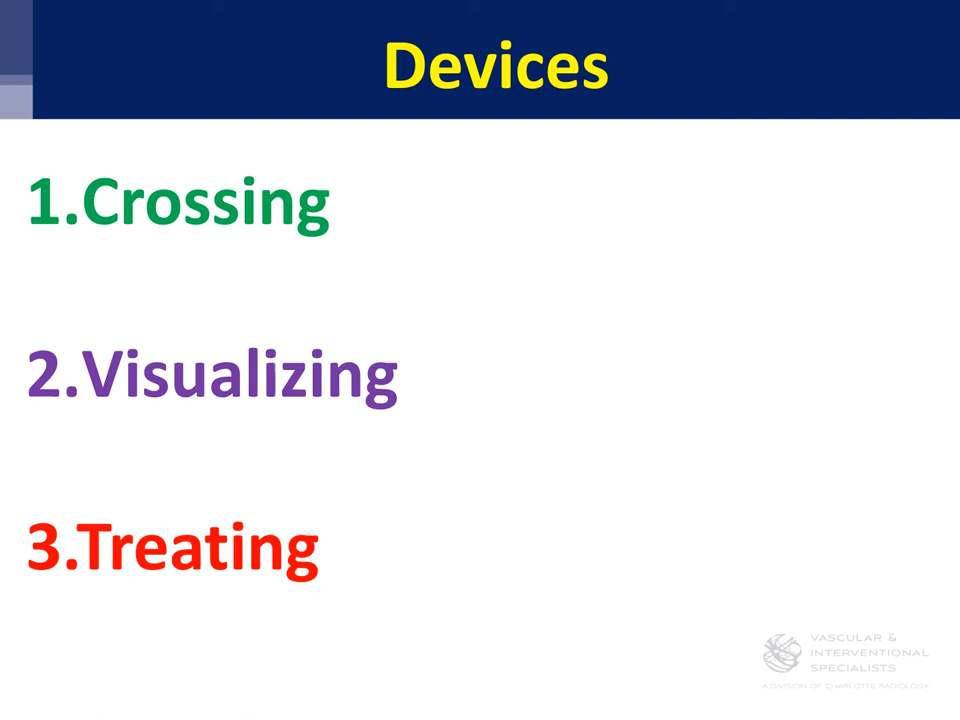 Devices
1.Crossing
2.Visualizing
3.Treating
VASCULAR &
INTERVENTIONAL
SPECIALISTS
A DIVISION OF CHARLOTTE RADIOLOGY